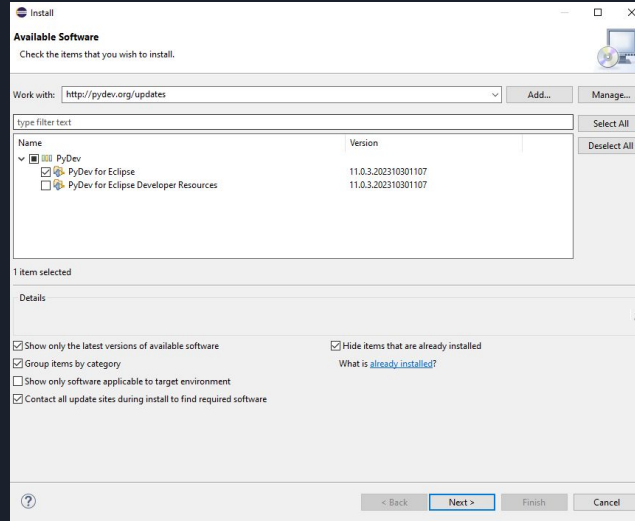 Install
Available Software
Check the items that you wish to install.
Work with: http://pydev.org/updates Add... Manage...
type filter text Select All
Name Version Deselect All
PyDev
PyDev for Eclipse 11.0.3.202310301107
PyDev for Eclipse Developer Resources 11.0.3.202310301107
1 item selected
Details
Show only the latest versions of available software Hide items that are already installed
Group items by category What is already installed?
Show only software applicable to target environment
Contact all update sites during install to find required software
? < Back Next > Finish Cancel